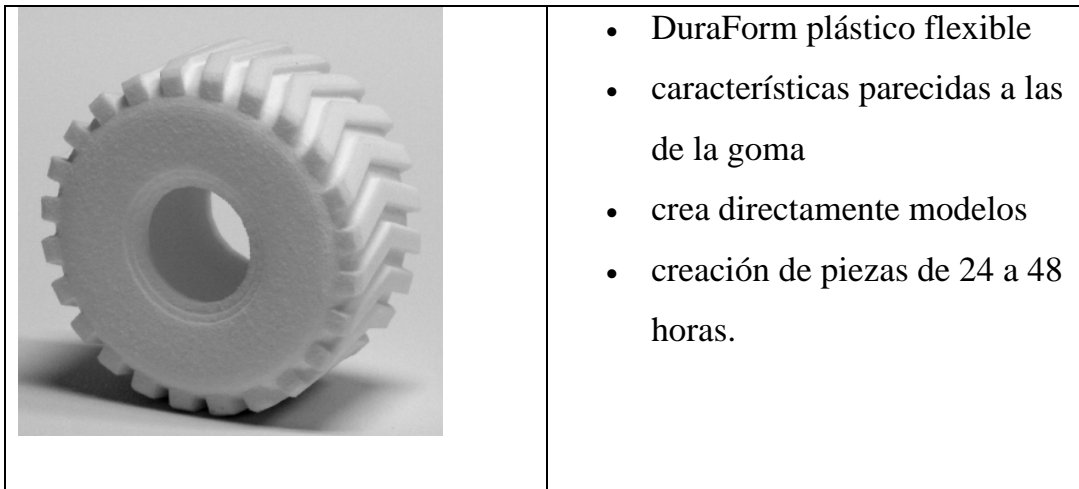 • DuraForm plástico flexible
• características parecidas a las
de la goma
• crea directamente modelos
• creación de piezas de 24 a 48
horas.